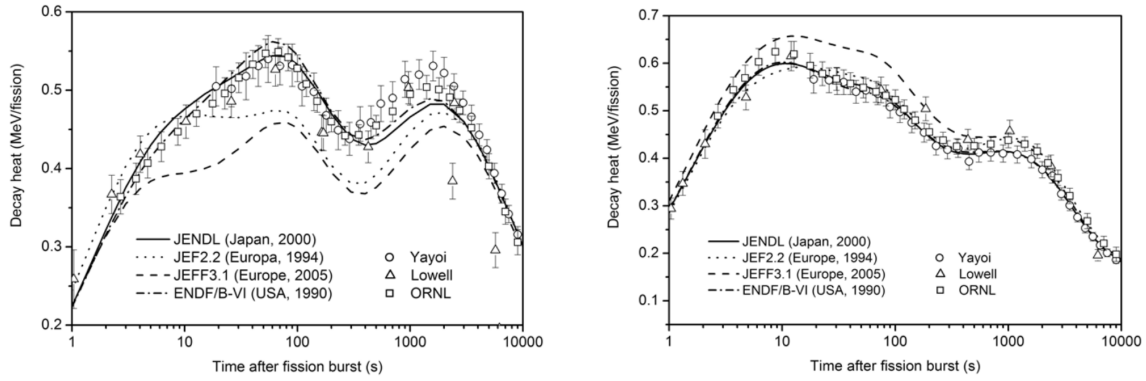 0.6
0.5
0.4
0.3
0.2
Decay heat (MeV/fission)
JENDL (Japan, 2000)
JEF2.2 (Europa, 1994)
JEFF3.1 (Europe, 2005)
ENDF/B-VI (USA, 1990)
Yayoi
Lowell
ORNL
1 10 100 1000 10000
Time after fission burst (s)
0.7
0.6
0.5
0.4
0.3
0.2
0.1
Decay heat (MeV/fission)
JENDL (Japan, 2000)
JEF2.2 (Europa, 1994)
JEFF3.1 (Europe, 2005)
ENDF/B-VI (USA, 1990)
Yayoi
Lowell
ORNL
1 10 100 1000 10000
Time after fission burst (s)